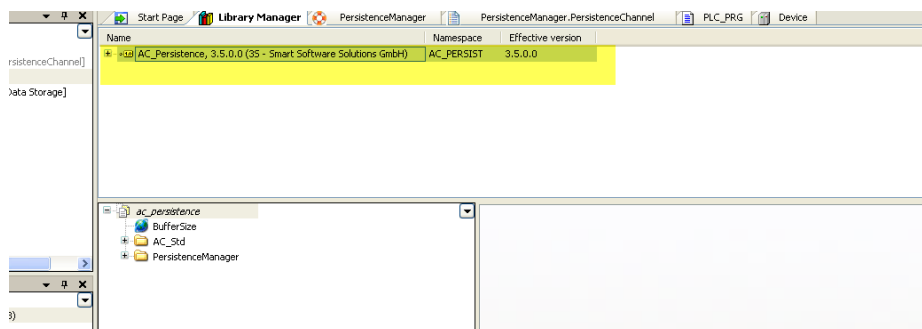 Start Page Library Manager PersistenceManager PersistenceManager.PersistenceChannel PLC_PRG Device
Name Namespace Effective version
AC_Persistence, 3.5.0.0 (3S - Smart Software Solutions GmbH) AC_PERSIST 3.5.0.0
rsistenceChannel]
Data Storage]
ac_persistence
BufferSize
AC_Std
PersistenceManager
3)